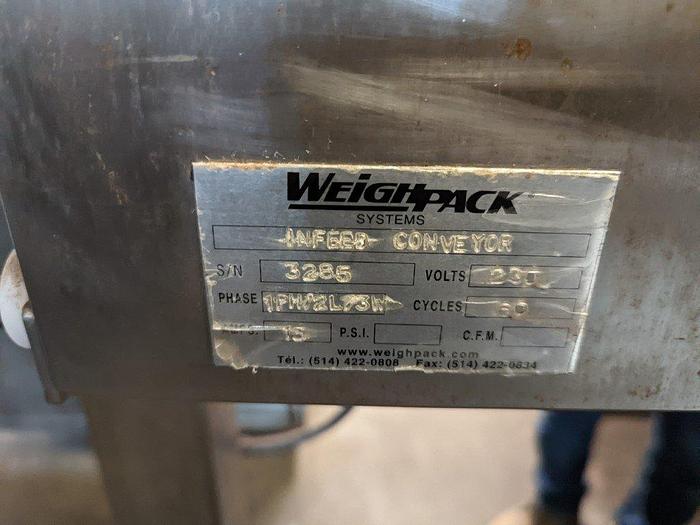 WEIGHPACK
SYSTEMS
INFEED CONVEYOR
S/N 3285 VOLTS
PHASE 1PH/2L/3W CYCLES 60
AMPS. 15 P.S.I. C.F.M.
www.weighpack.com
Tél.: (514) 422-0808 Fax: (514) 422-0834